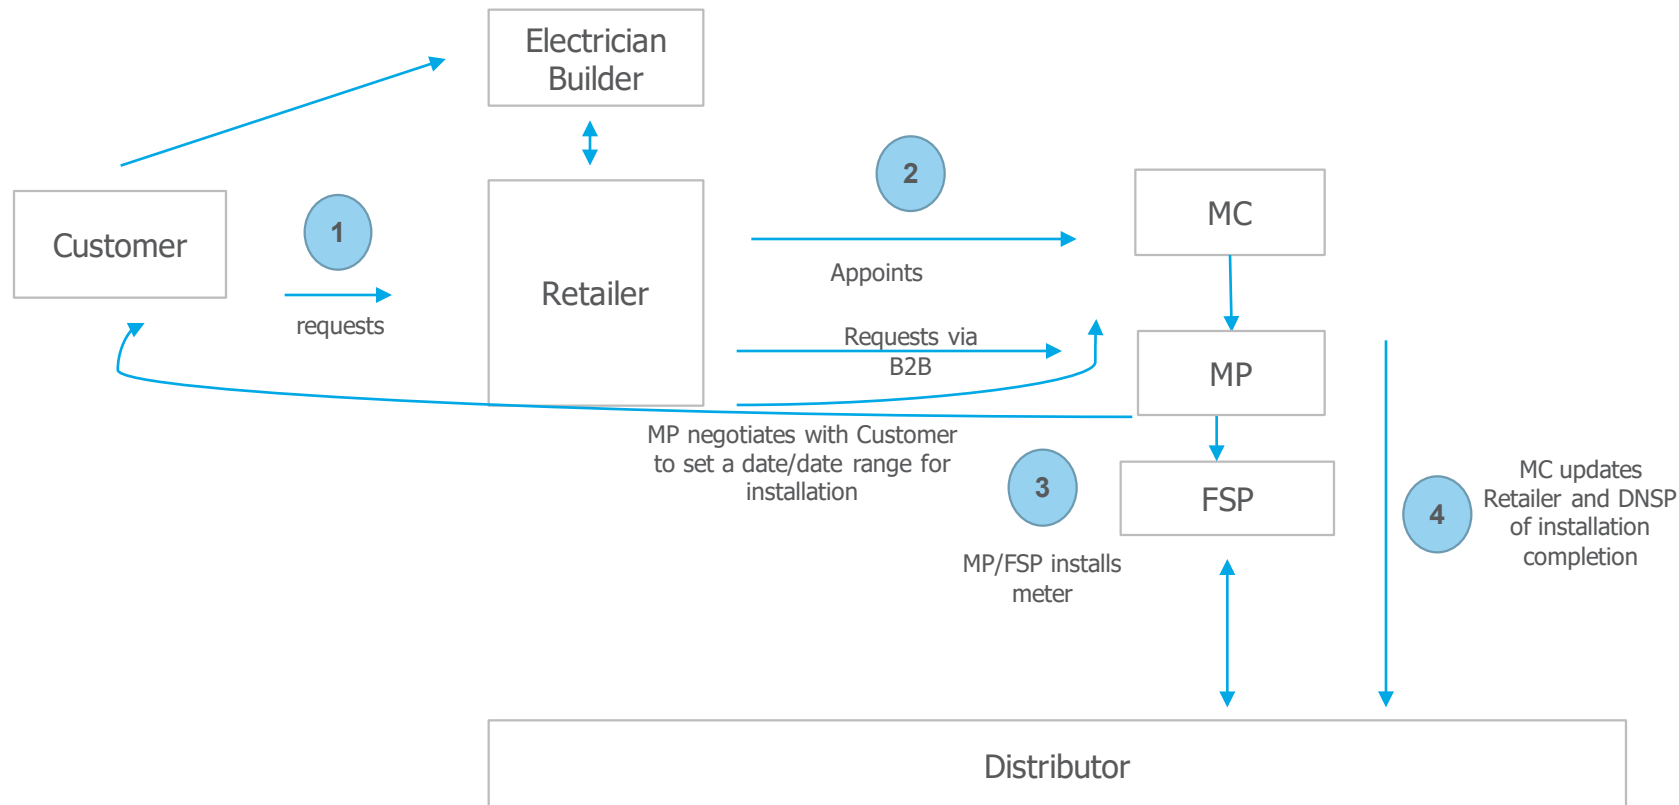 Electrician
Builder
2
1
MC
Customer
Appoints
Retailer
requests
Requests via
B2B
MP
MP negotiates with Customer
to set a date/date range for
installation
3
FSP
4
MC updates
Retailer and DNSP
of installation
completion
MP/FSP installs
meter
Distributor